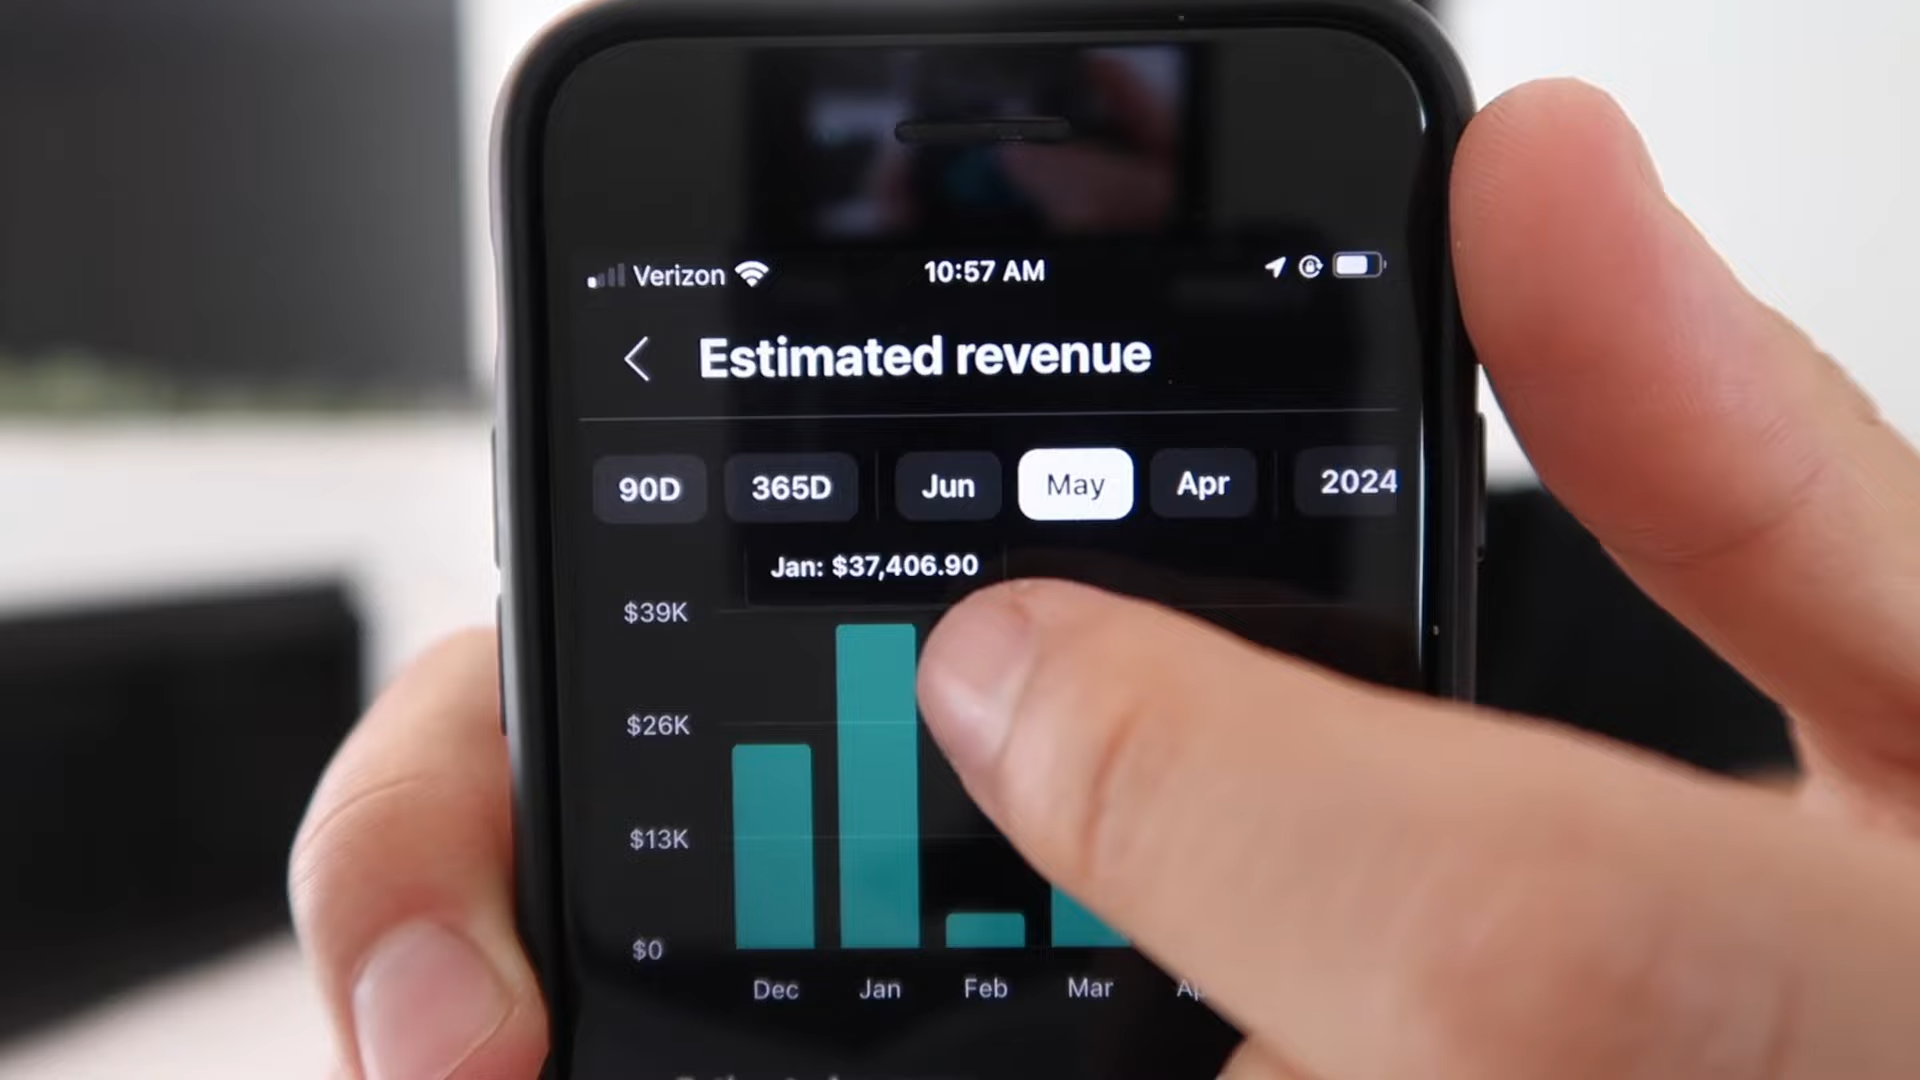 Verizon 10:57 AM
Estimated revenue
90D 365D Jun May Apr 2024
Jan: $37,406.90
$39K
$26K
$13K
$0
Dec Jan Feb Mar